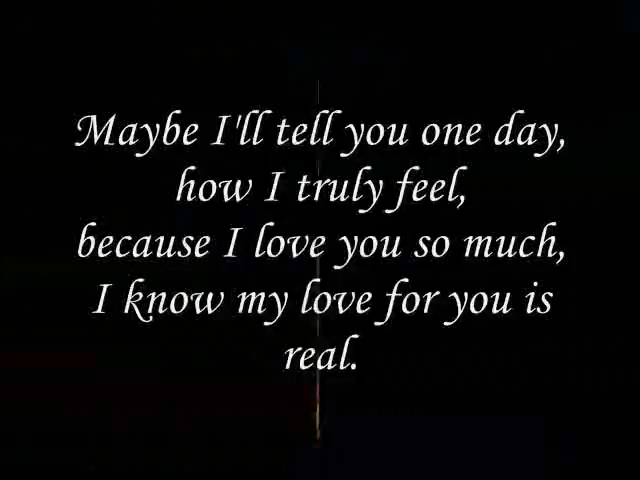 Maybe I'll tell you one day,
how I truly feel,
because I love you so much,
I know my love for you is
real.